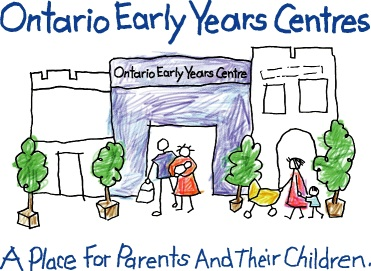 Ontario Early Years Centres
Ontario Early Years Centre
A Place For Parents And Their Children.